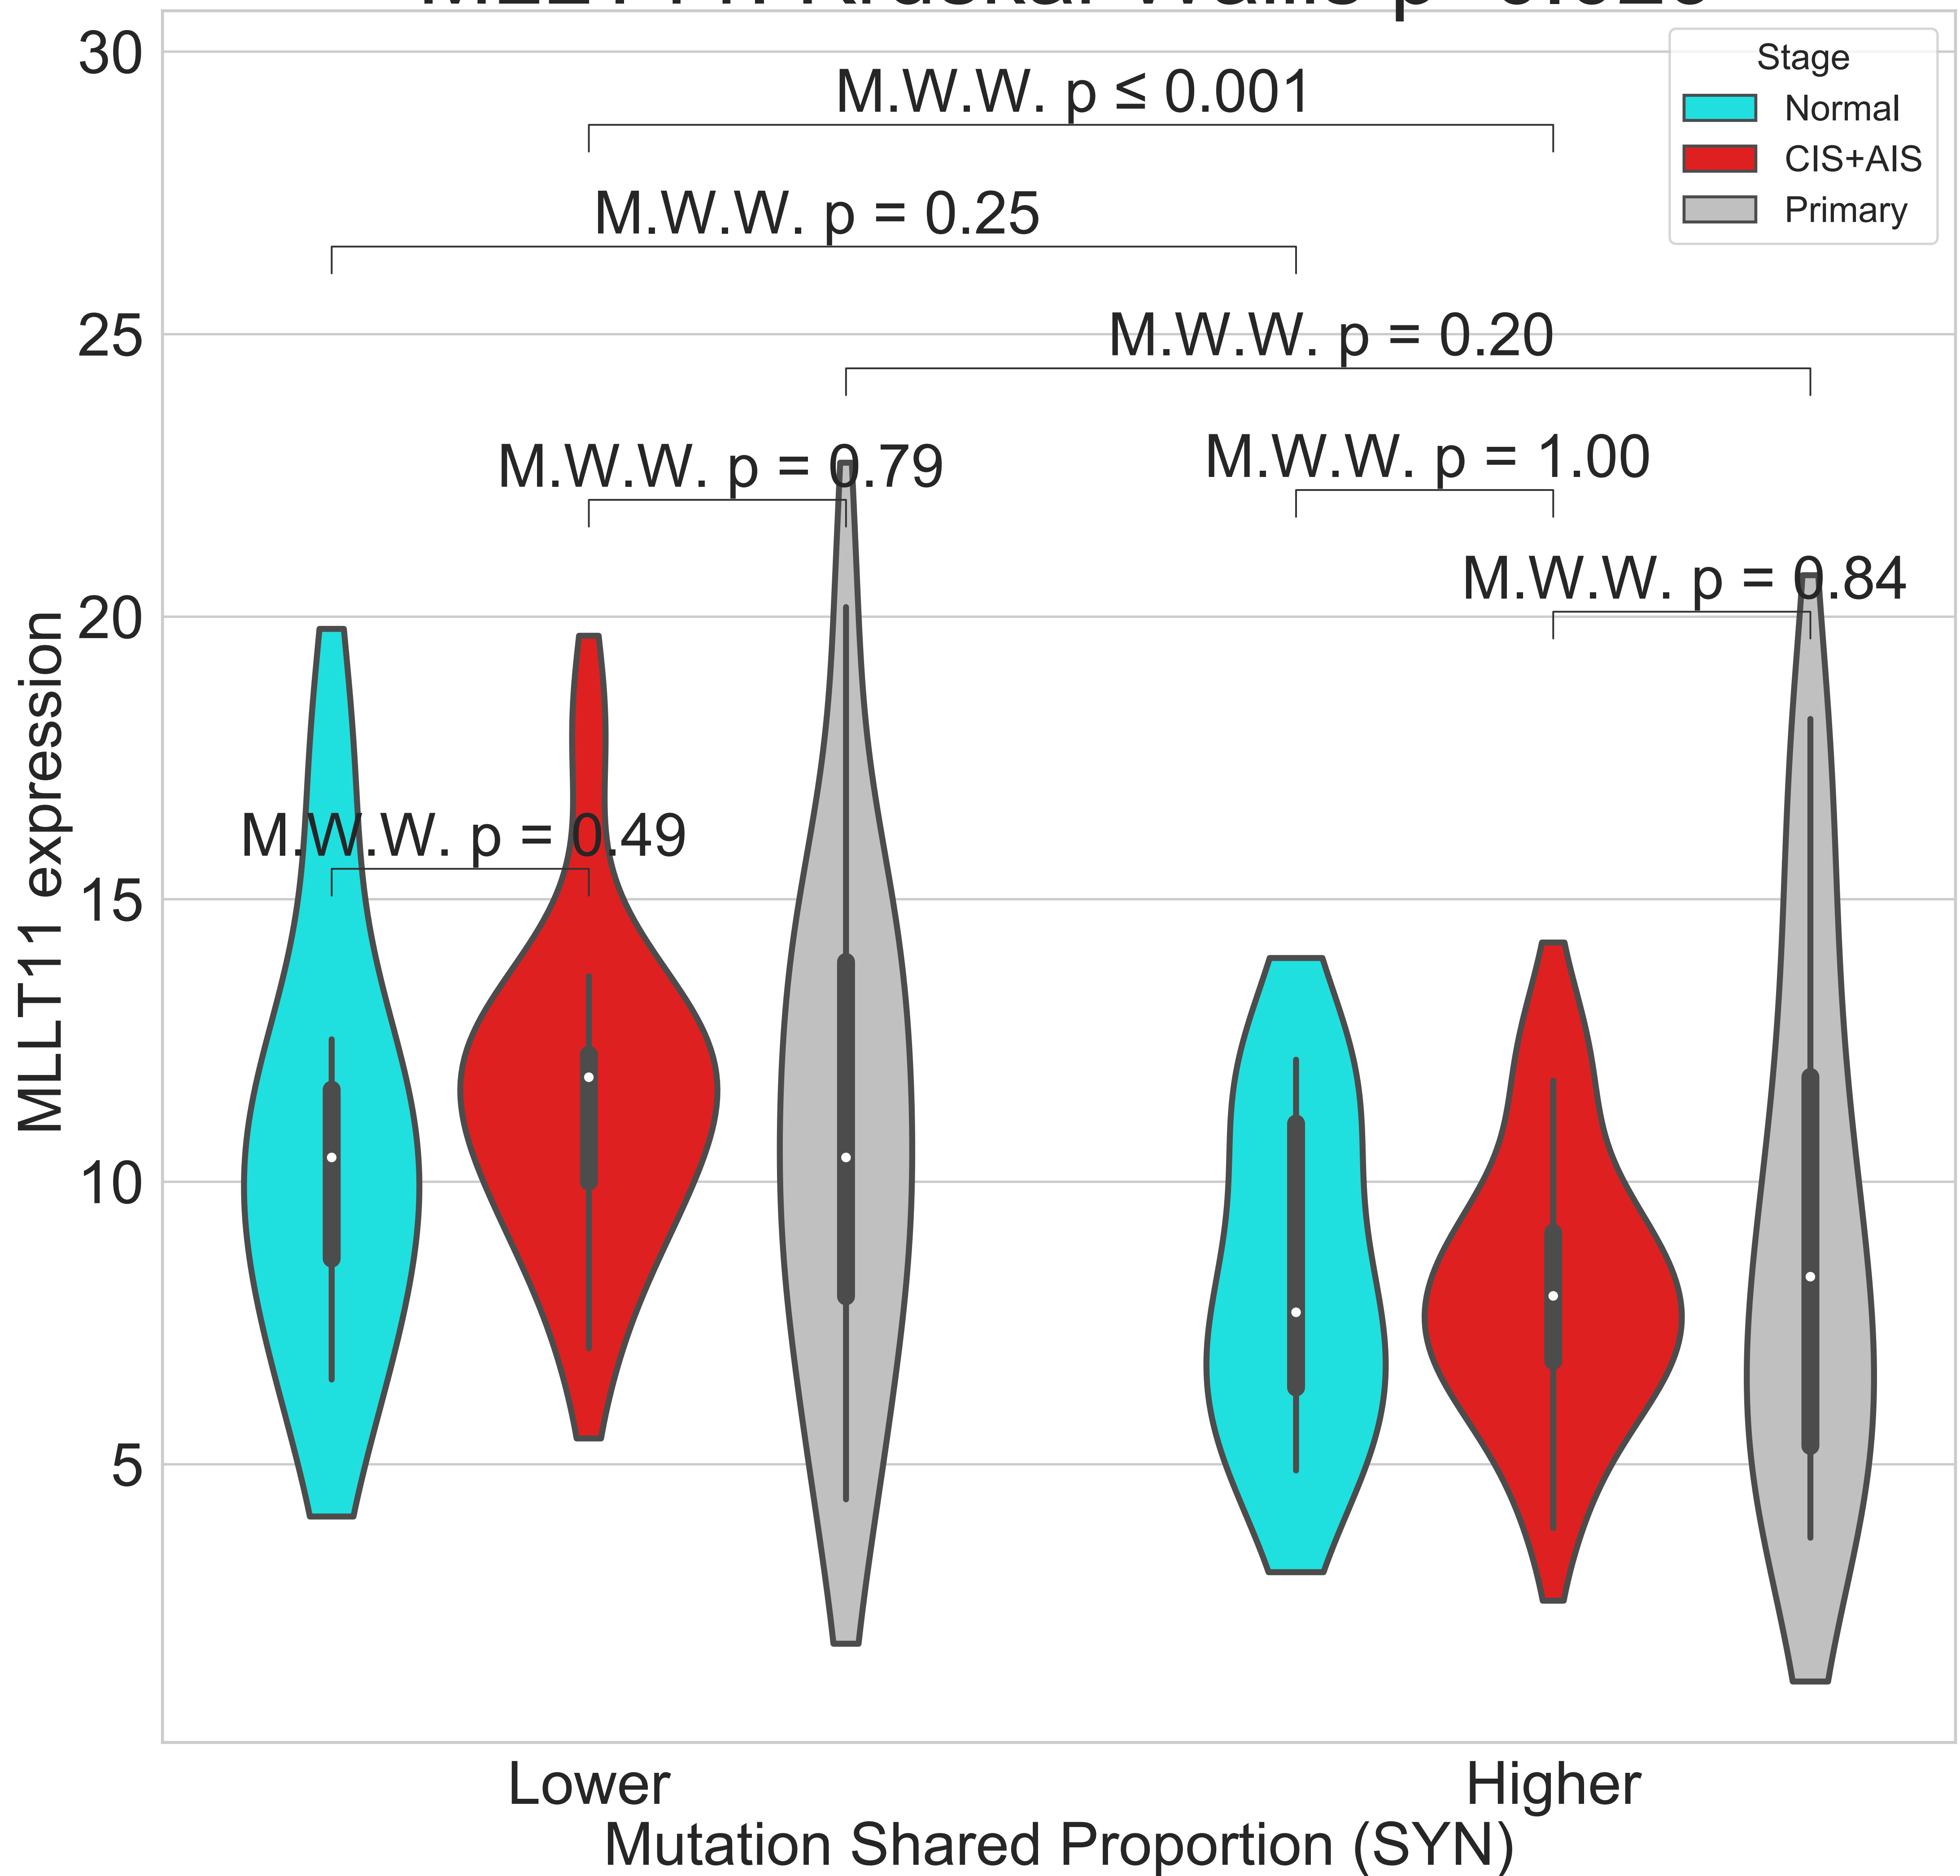 30
M.W.W. p ≤ 0.001
Stage
Normal
CIS+AIS
Primary
M.W.W. p = 0.25
25
M.W.W. p = 0.20
M.W.W. p = 0.79
M.W.W. p = 1.00
M.W.W. p = 0.84
20
M.W.W. p = 0.49
15
MLLT11 expression
10
5
Lower
Higher
Mutation Shared Proportion (SYN)